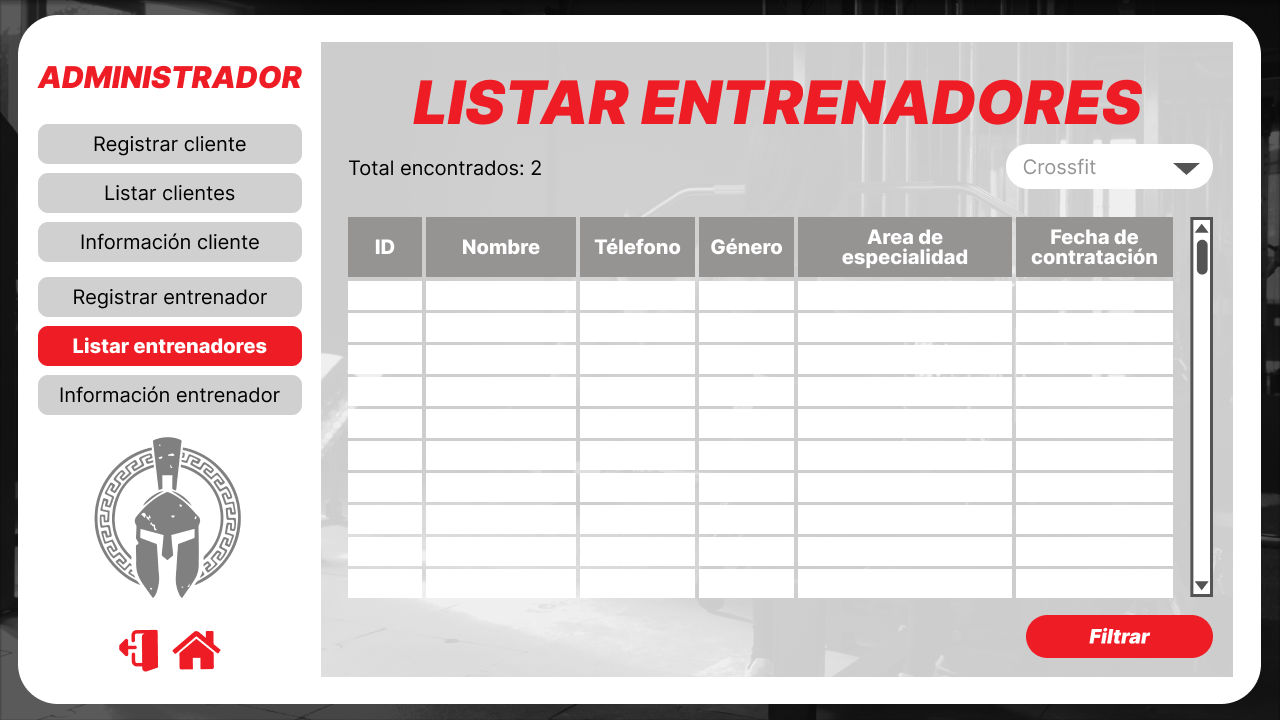 ADMINISTRADOR
Registrar cliente
Listar clientes
Información cliente
Registrar entrenador
Listar entrenadores
Información entrenador
LISTAR ENTRENADORES
Total encontrados: 2
Crossfit
ID
Nombre
Télefono
Género
Area de
especialidad
Fecha de
contratación
Filtrar